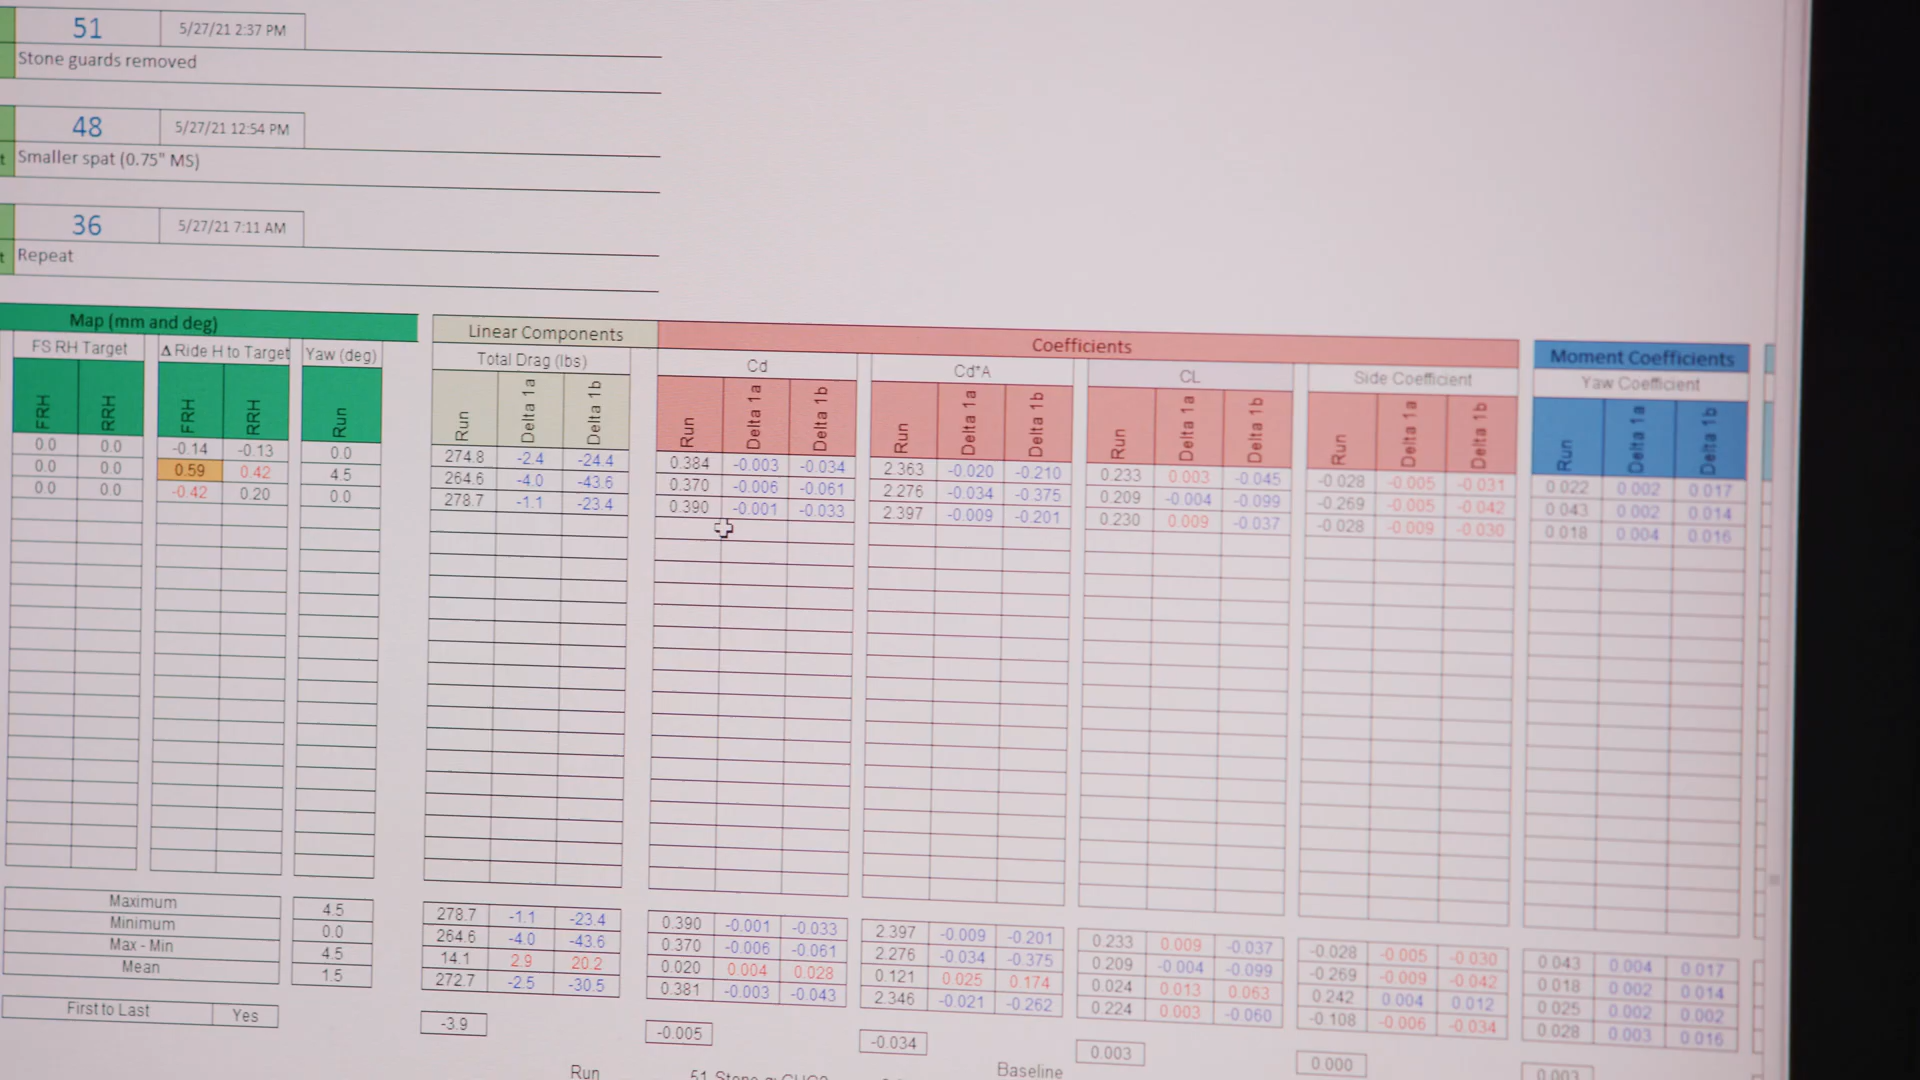 51 5/27/21 2:37 PM
Stone guards removed
48 5/27/21 12:54 PM
t Smaller spat (0.75" MS)
36 5/27/21 7:11 AM
t Repeat
Map (mm and deg) Linear Components Coefficients Moment Coefficients
FS RH Target Δ Ride H to Target Yaw (deg) Total Drag (lbs) Cd Cd*A CL Side Coefficient Yaw Coefficient
FRH RRH FRH RRH Run Run Delta 1a Delta 1b Run Delta 1a Delta 1b Run Delta 1a Delta 1b Run Delta 1a Delta 1b Run Delta 1a Delta 1b Run Delta 1a Delta 1b
0.0 0.0 -0.14 -0.13 0.0 274.8 -2.4 -24.4 0.384 -0.003 -0.034 2.363 -0.020 -0.210 0.233 0.003 -0.045 -0.028 -0.005 -0.031 0.022 0.002 0.017
0.0 0.0 0.59 0.42 4.5 264.6 -4.0 -43.6 0.370 -0.006 -0.061 2.276 -0.034 -0.375 0.209 -0.004 -0.099 -0.269 -0.005 -0.042 0.043 0.002 0.014
0.0 0.0 -0.42 0.20 0.0 278.7 -1.1 -23.4 0.390 -0.001 -0.033 2.397 -0.009 -0.201 0.230 0.009 -0.037 -0.028 -0.009 -0.030 0.018 0.004 0.016
Maximum 4.5 278.7 -1.1 -23.4 0.390 -0.001 -0.033 2.397 -0.009 -0.201 0.233 0.009 -0.037 -0.028 -0.005 -0.030 0.043 0.004 0.017
Minimum 0.0 264.6 -4.0 -43.6 0.370 -0.006 -0.061 2.276 -0.034 -0.375 0.209 -0.004 -0.099 -0.269 -0.009 -0.042 0.018 0.002 0.014
Max - Min 4.5 14.1 2.9 20.2 0.020 0.004 0.028 0.121 0.025 0.174 0.024 0.013 0.063 0.242 0.004 0.012 0.025 0.002 0.002
Mean 1.5 272.7 -2.5 -30.5 0.381 -0.003 -0.043 2.346 -0.021 -0.262 0.224 0.003 -0.060 -0.108 -0.006 -0.034 0.028 0.003 0.016
First to Last Yes -3.9 -0.005 -0.034 0.003 0.000 0.003
Run 51 Baseline